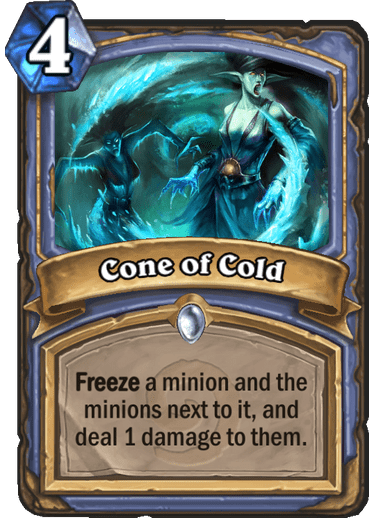 4
Cone of Cold
Freeze a minion and the
minions next to it, and
deal 1 damage to them.